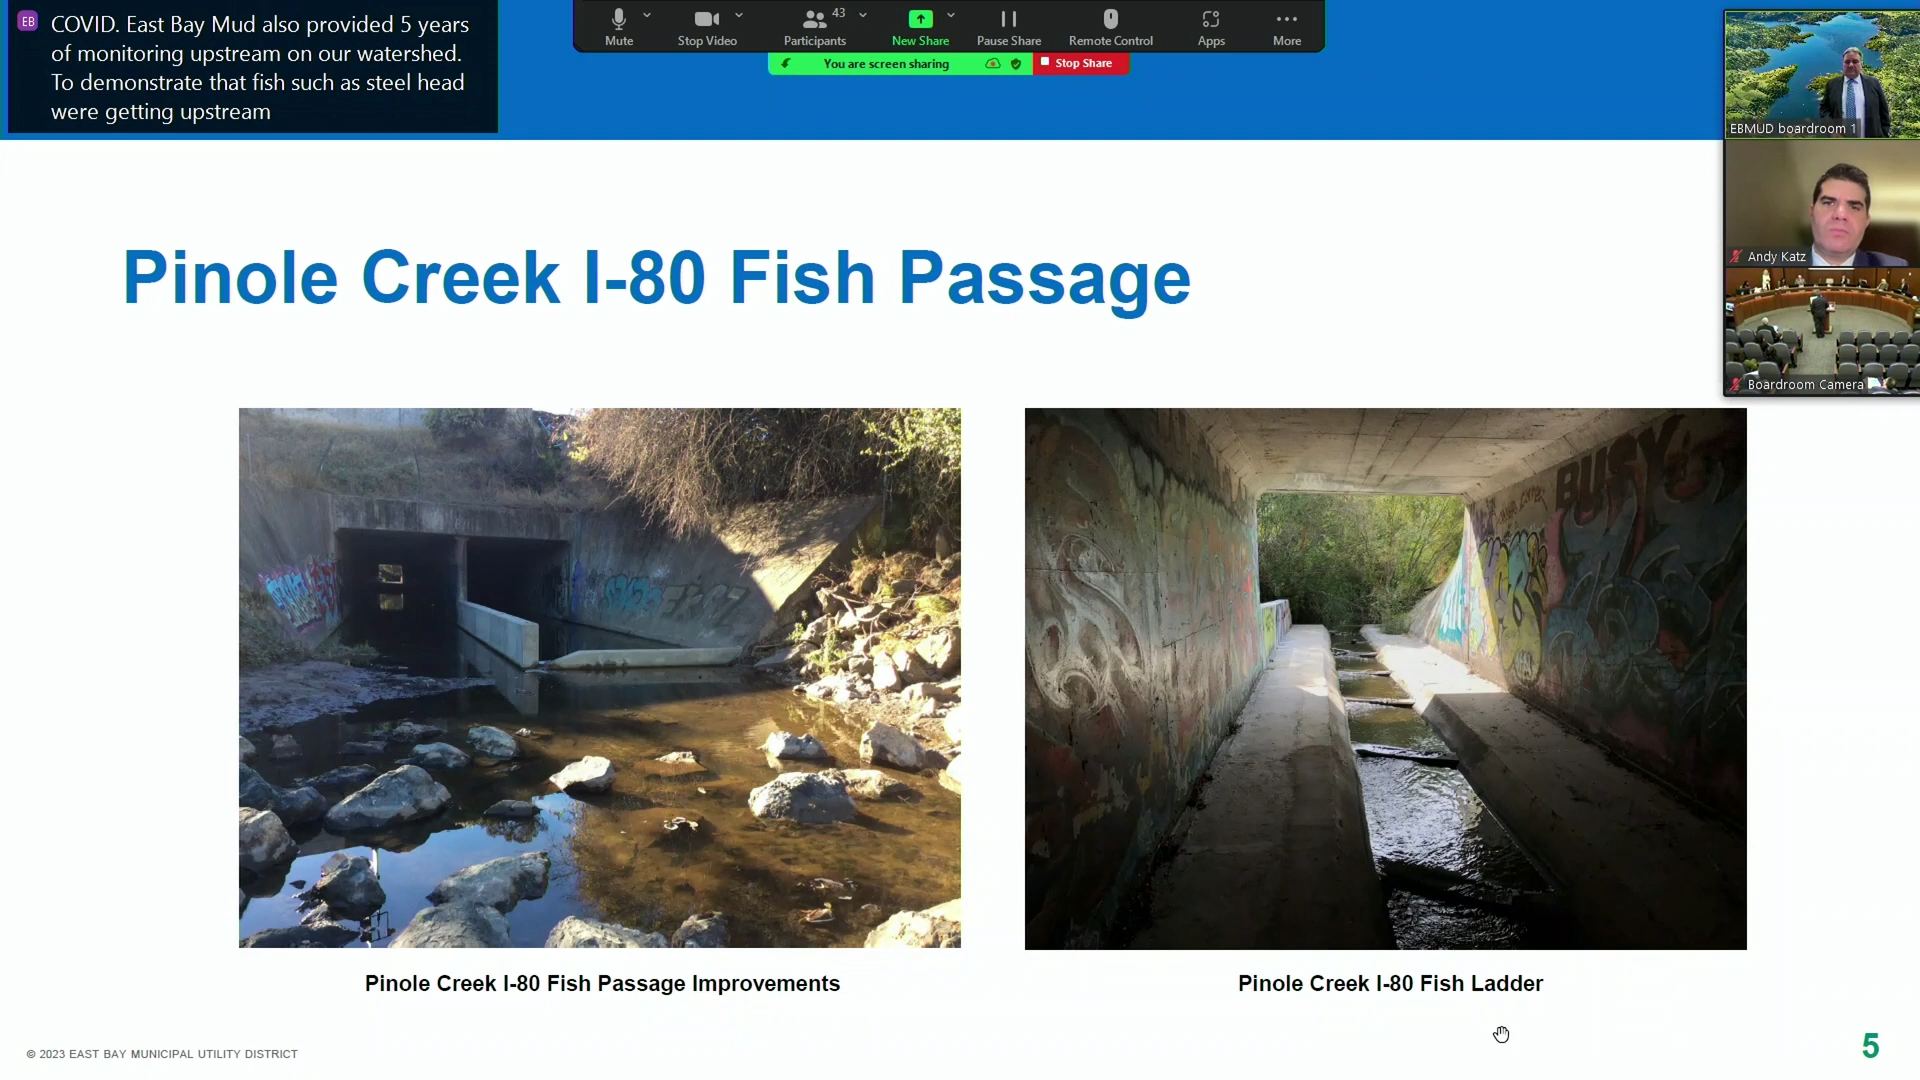 EB
COVID. East Bay Mud also provided 5 years
of monitoring upstream on our watershed.
To demonstrate that fish such as steel head
were getting upstream
43
Mute
Stop Video
Participants
New Share
Pause Share
Remote Control
Apps
More
You are screen sharing
Stop Share
EBMUD boardroom 1
Andy Katz
Boardroom Camera
Pinole Creek I-80 Fish Passage
BUSY
Pinole Creek I-80 Fish Passage Improvements
Pinole Creek I-80 Fish Ladder
© 2023 EAST BAY MUNICIPAL UTILITY DISTRICT
5